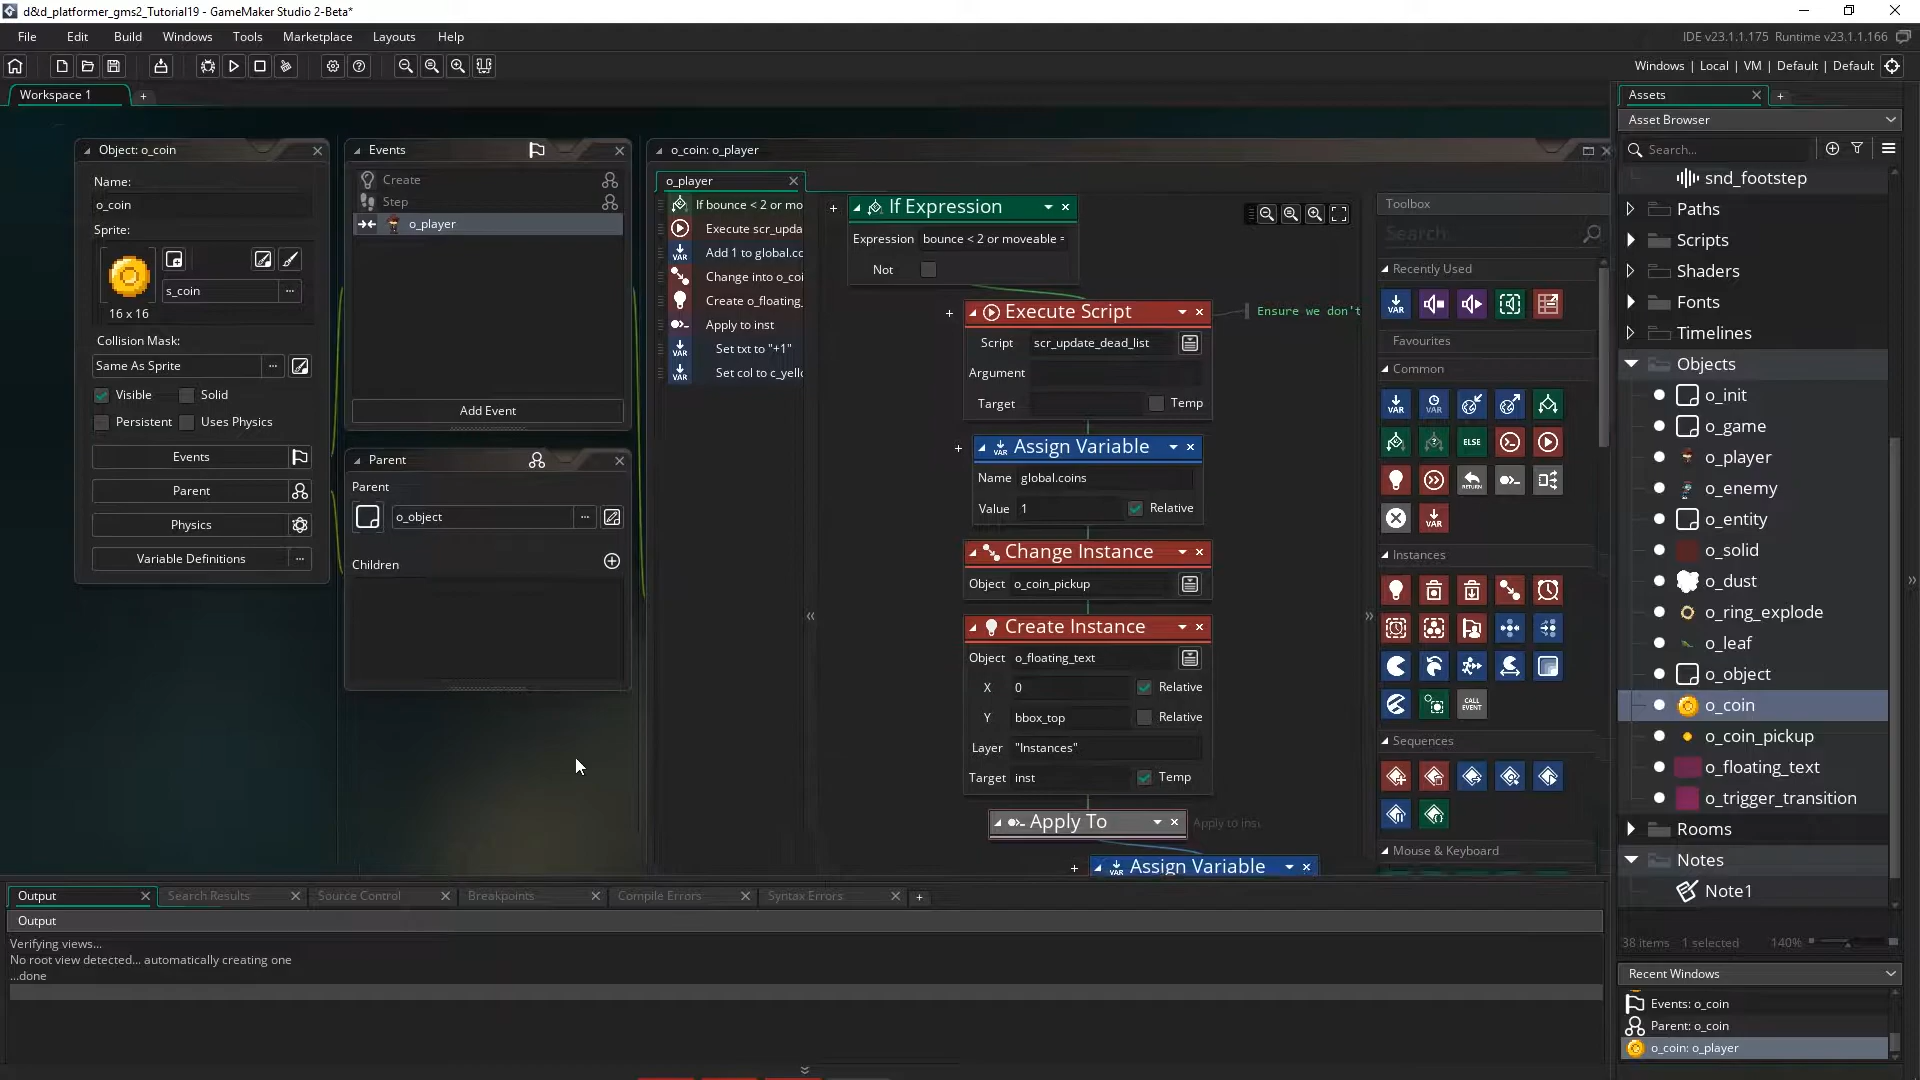 d&d_platformer_gms2_Tutorial19 - GameMaker Studio 2-Beta*
File Edit Build Windows Tools Marketplace Layouts Help
IDE v23.1.1.175 Runtime v23.1.1.166
Windows | Local | VM | Default | Default
Workspace 1
Object: o_coin
Name:
o_coin
Sprite:
s_coin
16 x 16
Collision Mask:
Same As Sprite
Visible Solid
Persistent Uses Physics
Events
Parent
Physics
Variable Definitions
Events
Create
Step
o_player
Add Event
Parent
Parent
o_object
Children
o_coin: o_player
o_player
If bounce < 2 or mo
Execute scr_upda
Add 1 to global.cc
Change into o_coi
Create o_floating_
Apply to inst
Set txt to "+1"
Set col to c_yello
If Expression
Expression bounce < 2 or moveable =
Not
Execute Script
Script scr_update_dead_list
Argument
Target Temp
Ensure we don't
Assign Variable
Name global.coins
Value 1 Relative
Change Instance
Object o_coin_pickup
Create Instance
Object o_floating_text
X 0 Relative
Y bbox_top Relative
Layer "Instances"
Target inst Temp
Apply To
Apply to inst
Assign Variable
Toolbox
Search
Recently Used
Favourites
Common
ELSE
RETURN
Instances
CALL EVENT
Sequences
Mouse & Keyboard
Assets
Asset Browser
Search...
snd_footstep
Paths
Scripts
Shaders
Fonts
Timelines
Objects
o_init
o_game
o_player
o_enemy
o_entity
o_solid
o_dust
o_ring_explode
o_leaf
o_object
o_coin
o_coin_pickup
o_floating_text
o_trigger_transition
Rooms
Notes
Note1
38 items 1 selected 140%
Recent Windows
Events: o_coin
Parent: o_coin
o_coin: o_player
Output Search Results Source Control Breakpoints Compile Errors Syntax Errors
Output
Verifying views...
No root view detected... automatically creating one
...done